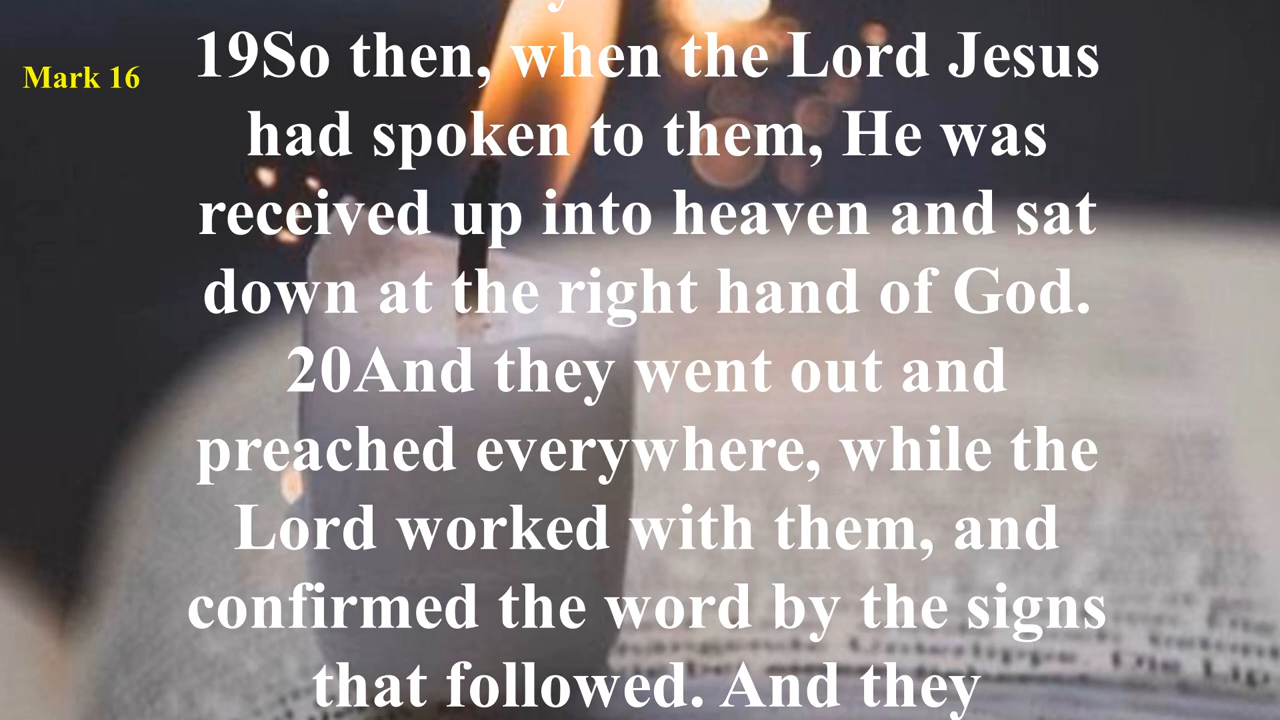 Mark 16
19So then, when the Lord Jesus
had spoken to them, He was
received up into heaven and sat
down at the right hand of God.
20And they went out and
preached everywhere, while the
Lord worked with them, and
confirmed the word by the signs
that followed. And they